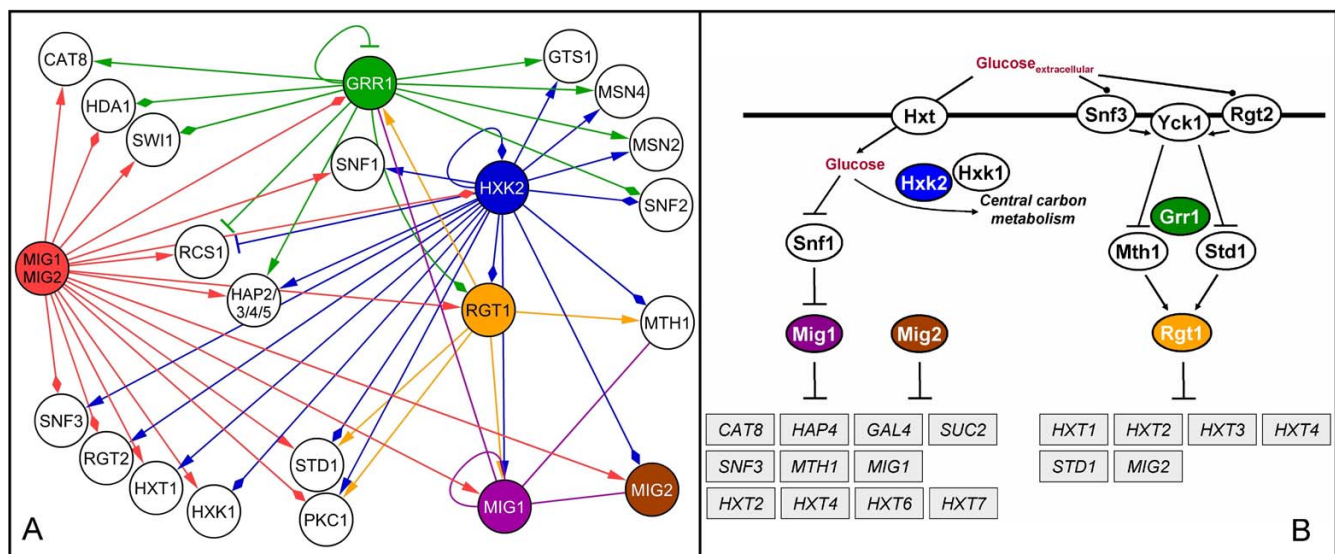 CAT8
GRR1
GTS1
HDA1
MSN4
SWI1
MSN2
SNF1
HXK2
SNF2
RCS1
MIG1
MIG2
HAP2/
3/4/5
RGT1
MTH1
SNF3
RGT2
STD1
HXT1
MIG2
HXK1
PKC1
MIG1
A
Glucoseextracellular
Hxt
Snf3
Yck1
Rgt2
Glucose
Hxk2
Hxk1
Central carbon
metabolism
Grr1
Snf1
Mth1
Std1
Mig1
Mig2
Rgt1
CAT8 HAP4 GAL4 SUC2
SNF3 MTH1 MIG1
HXT2 HXT4 HXT6 HXT7
HXT1 HXT2 HXT3 HXT4
STD1 MIG2
B